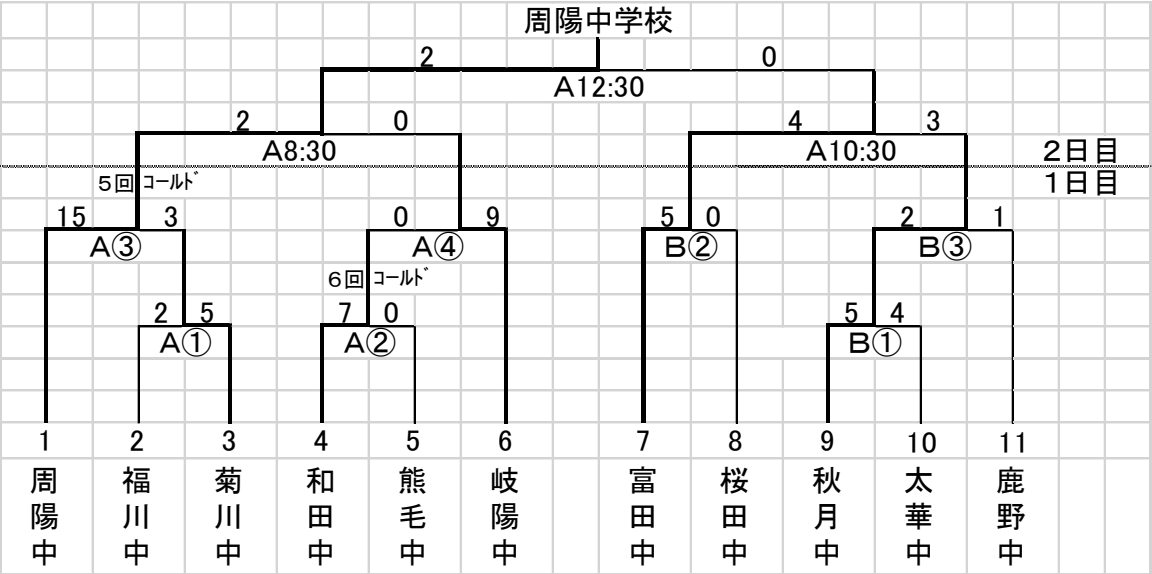 周陽中学校
2 0
A12:30
2 0 4 3
A8:30 A10:30 2日目
5回 コールド 1日目
15 3 0 9 5 0 2 1
A③ A④ B② B③
6回 コールド
2 5 7 0 5 4
A① A② B①
1 2 3 4 5 6 7 8 9 10 11
周陽中 福川中 菊川中 和田中 熊毛中 岐陽中 富田中 桜田中 秋月中 太華中 鹿野中